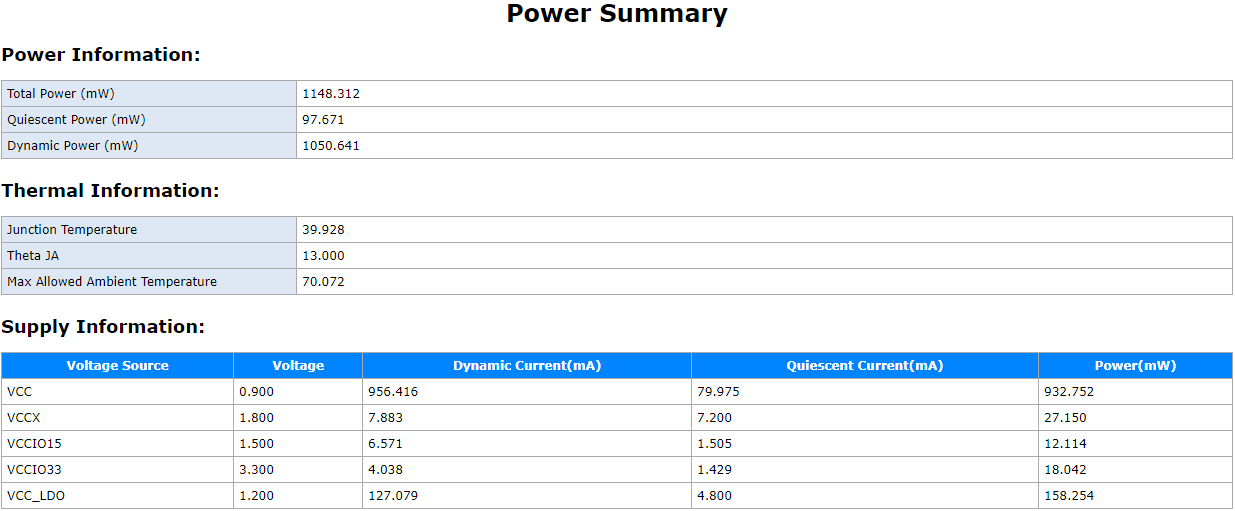 Power Summary
Power Information:
Total Power (mW) 1148.312
Quiescent Power (mW) 97.671
Dynamic Power (mW) 1050.641
Thermal Information:
Junction Temperature 39.928
Theta JA 13.000
Max Allowed Ambient Temperature 70.072
Supply Information:
Voltage Source Voltage Dynamic Current(mA) Quiescent Current(mA) Power(mW)
VCC 0.900 956.416 79.975 932.752
VCCX 1.800 7.883 7.200 27.150
VCCIO15 1.500 6.571 1.505 12.114
VCCIO33 3.300 4.038 1.429 18.042
VCC_LDO 1.200 127.079 4.800 158.254